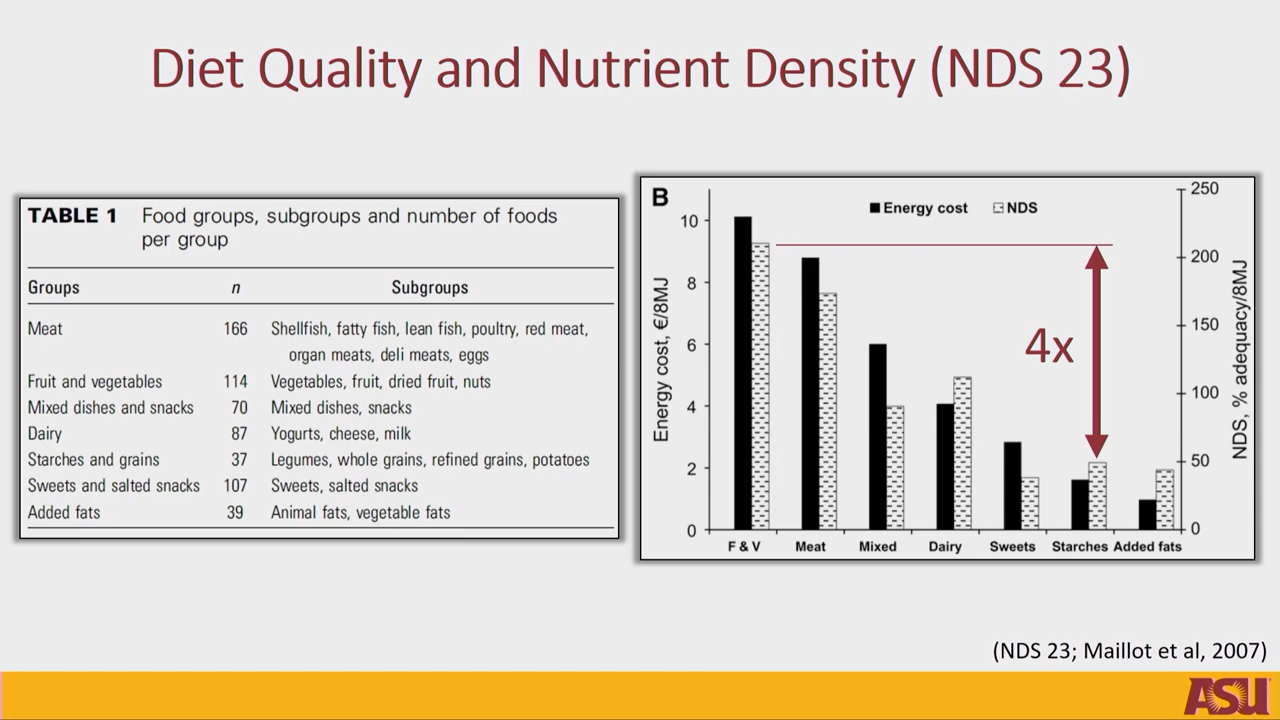 Diet Quality and Nutrient Density (NDS 23)
TABLE 1 Food groups, subgroups and number of foods
per group
Groups n Subgroups
Meat 166 Shellfish, fatty fish, lean fish, poultry, red meat,
organ meats, deli meats, eggs
Fruit and vegetables 114 Vegetables, fruit, dried fruit, nuts
Mixed dishes and snacks 70 Mixed dishes, snacks
Dairy 87 Yogurts, cheese, milk
Starches and grains 37 Legumes, whole grains, refined grains, potatoes
Sweets and salted snacks 107 Sweets, salted snacks
Added fats 39 Animal fats, vegetable fats
B
Energy cost NDS
Energy cost, €/8MJ
10
8
6
4
2
0
250
200
150
100
50
0
NDS, % adequacy/8MJ
4x
F & V Meat Mixed Dairy Sweets Starches Added fats
(NDS 23; Maillot et al, 2007)
ASU